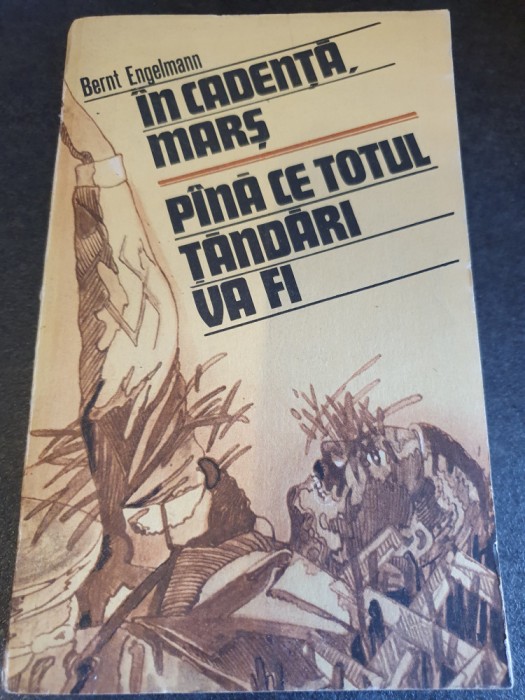 Bernt Engelmann
ÎN CADENȚĂ,
MARȘ
PÎNĂ CE TOTUL
ȚĂNDĂRI
VA FI